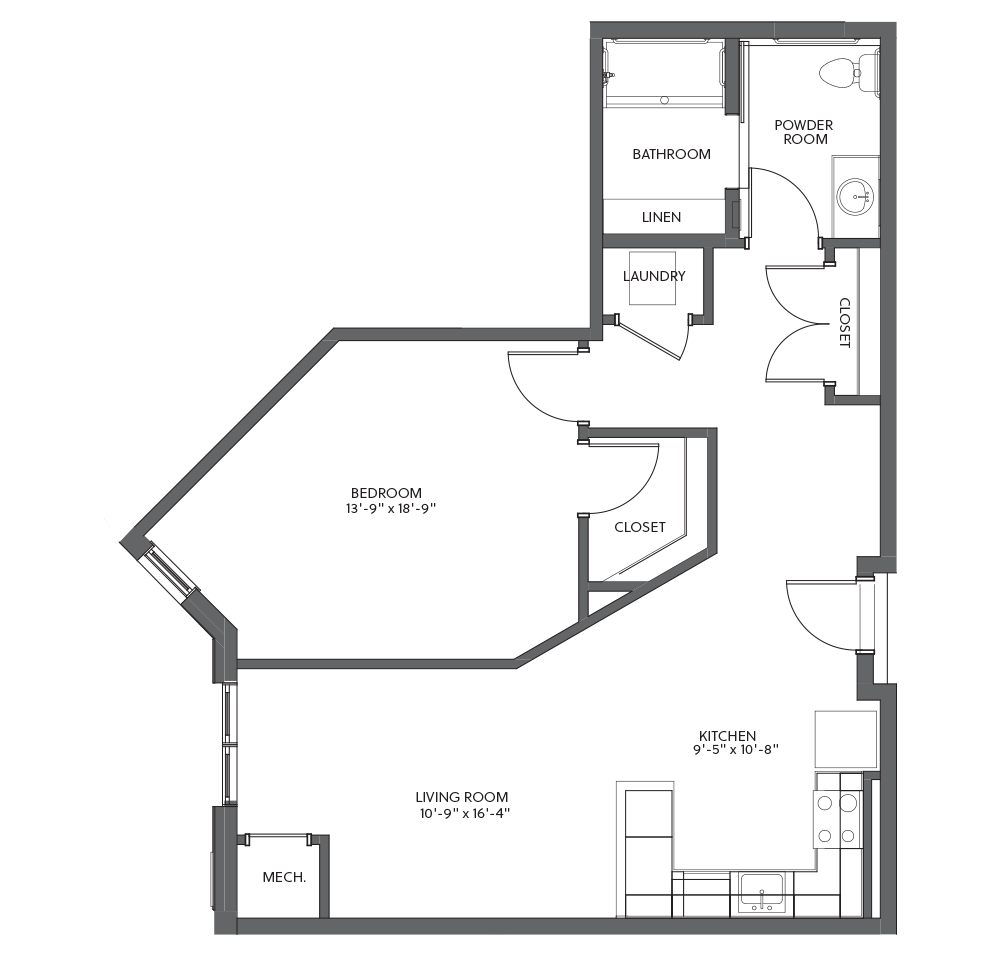 POWDER
ROOM
BATHROOM
LINEN
LAUNDRY
CLOSET
BEDROOM
13'-9" x 18'-9"
CLOSET
KITCHEN
9'-5" x 10'-8"
LIVING ROOM
10'-9" x 16'-4"
MECH.